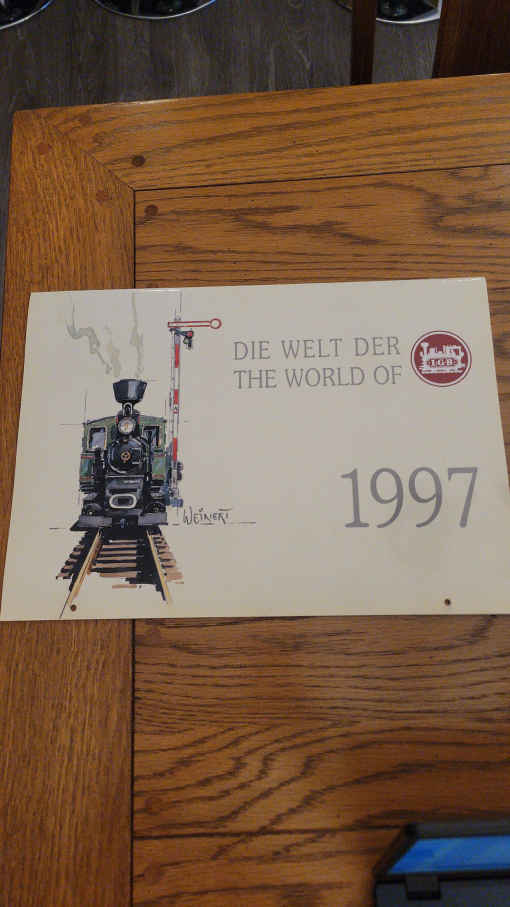 DIE WELT DER
THE WORLD OF
LGB
1997
WEINERT